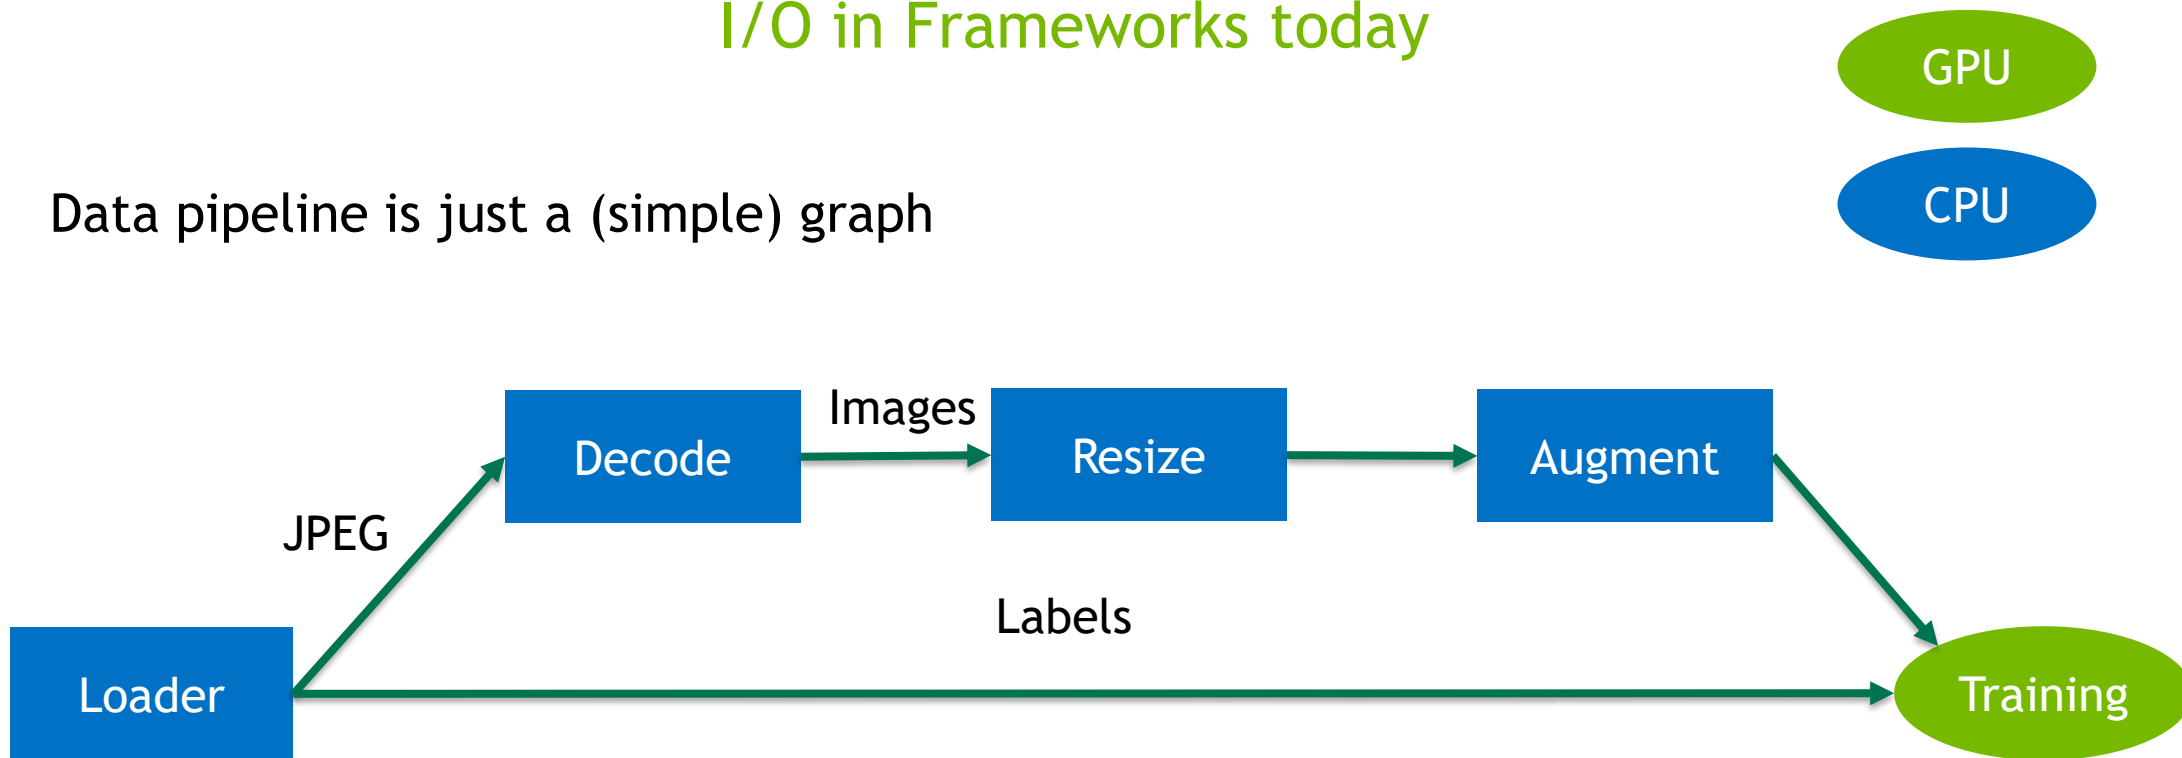 I/O in Frameworks today
GPU
CPU
Data pipeline is just a (simple) graph
Images
Decode
Resize
Augment
JPEG
Labels
Loader
Training